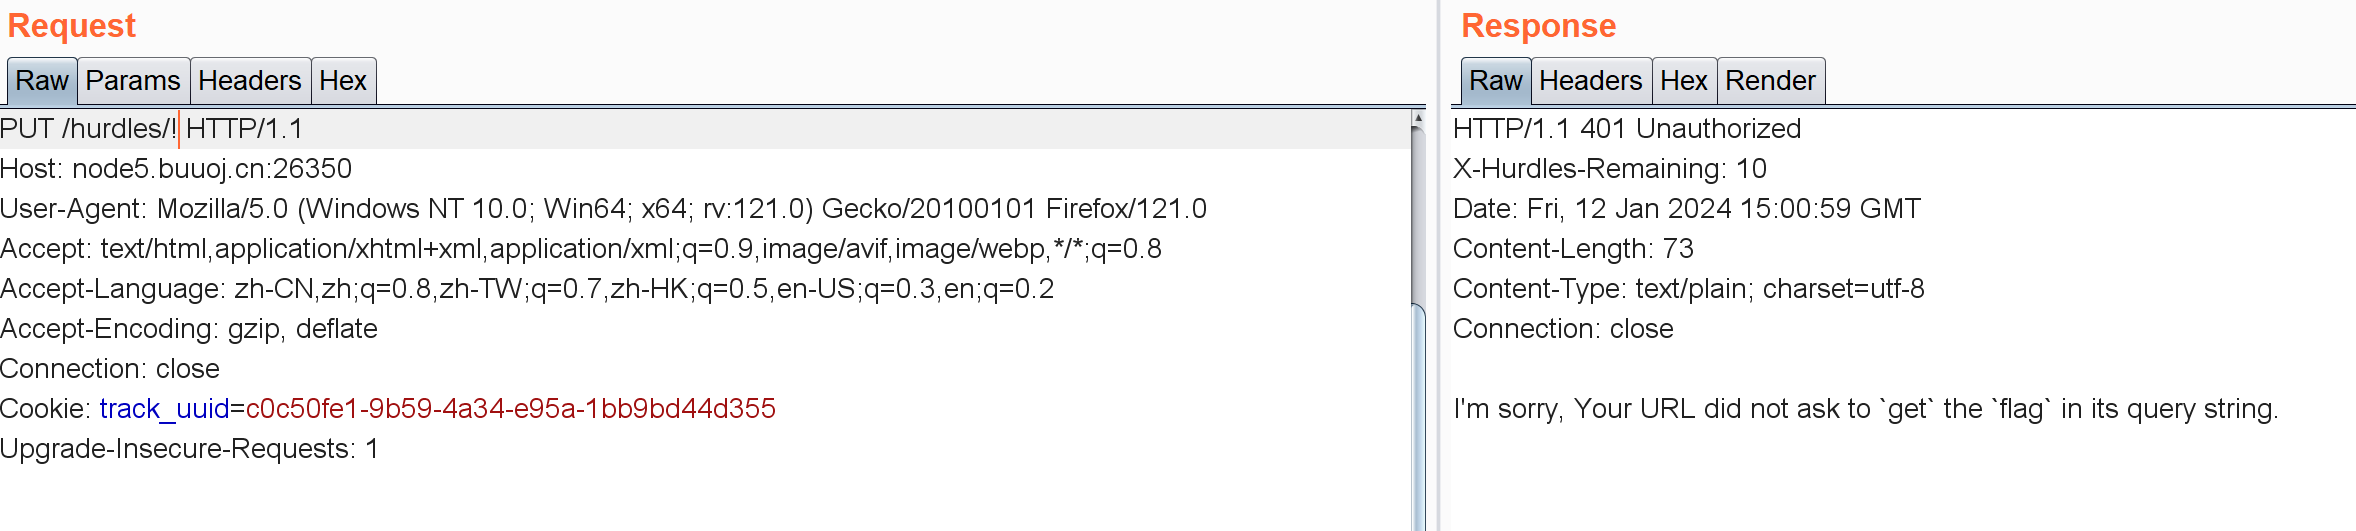 Request
Raw Params Headers Hex
PUT /hurdles/! HTTP/1.1
Host: node5.buuoj.cn:26350
User-Agent: Mozilla/5.0 (Windows NT 10.0; Win64; x64; rv:121.0) Gecko/20100101 Firefox/121.0
Accept: text/html,application/xhtml+xml,application/xml;q=0.9,image/avif,image/webp,*/*;q=0.8
Accept-Language: zh-CN,zh;q=0.8,zh-TW;q=0.7,zh-HK;q=0.5,en-US;q=0.3,en;q=0.2
Accept-Encoding: gzip, deflate
Connection: close
Cookie: track_uuid=c0c50fe1-9b59-4a34-e95a-1bb9bd44d355
Upgrade-Insecure-Requests: 1
Response
Raw Headers Hex Render
HTTP/1.1 401 Unauthorized
X-Hurdles-Remaining: 10
Date: Fri, 12 Jan 2024 15:00:59 GMT
Content-Length: 73
Content-Type: text/plain; charset=utf-8
Connection: close
I'm sorry, Your URL did not ask to `get` the `flag` in its query string.